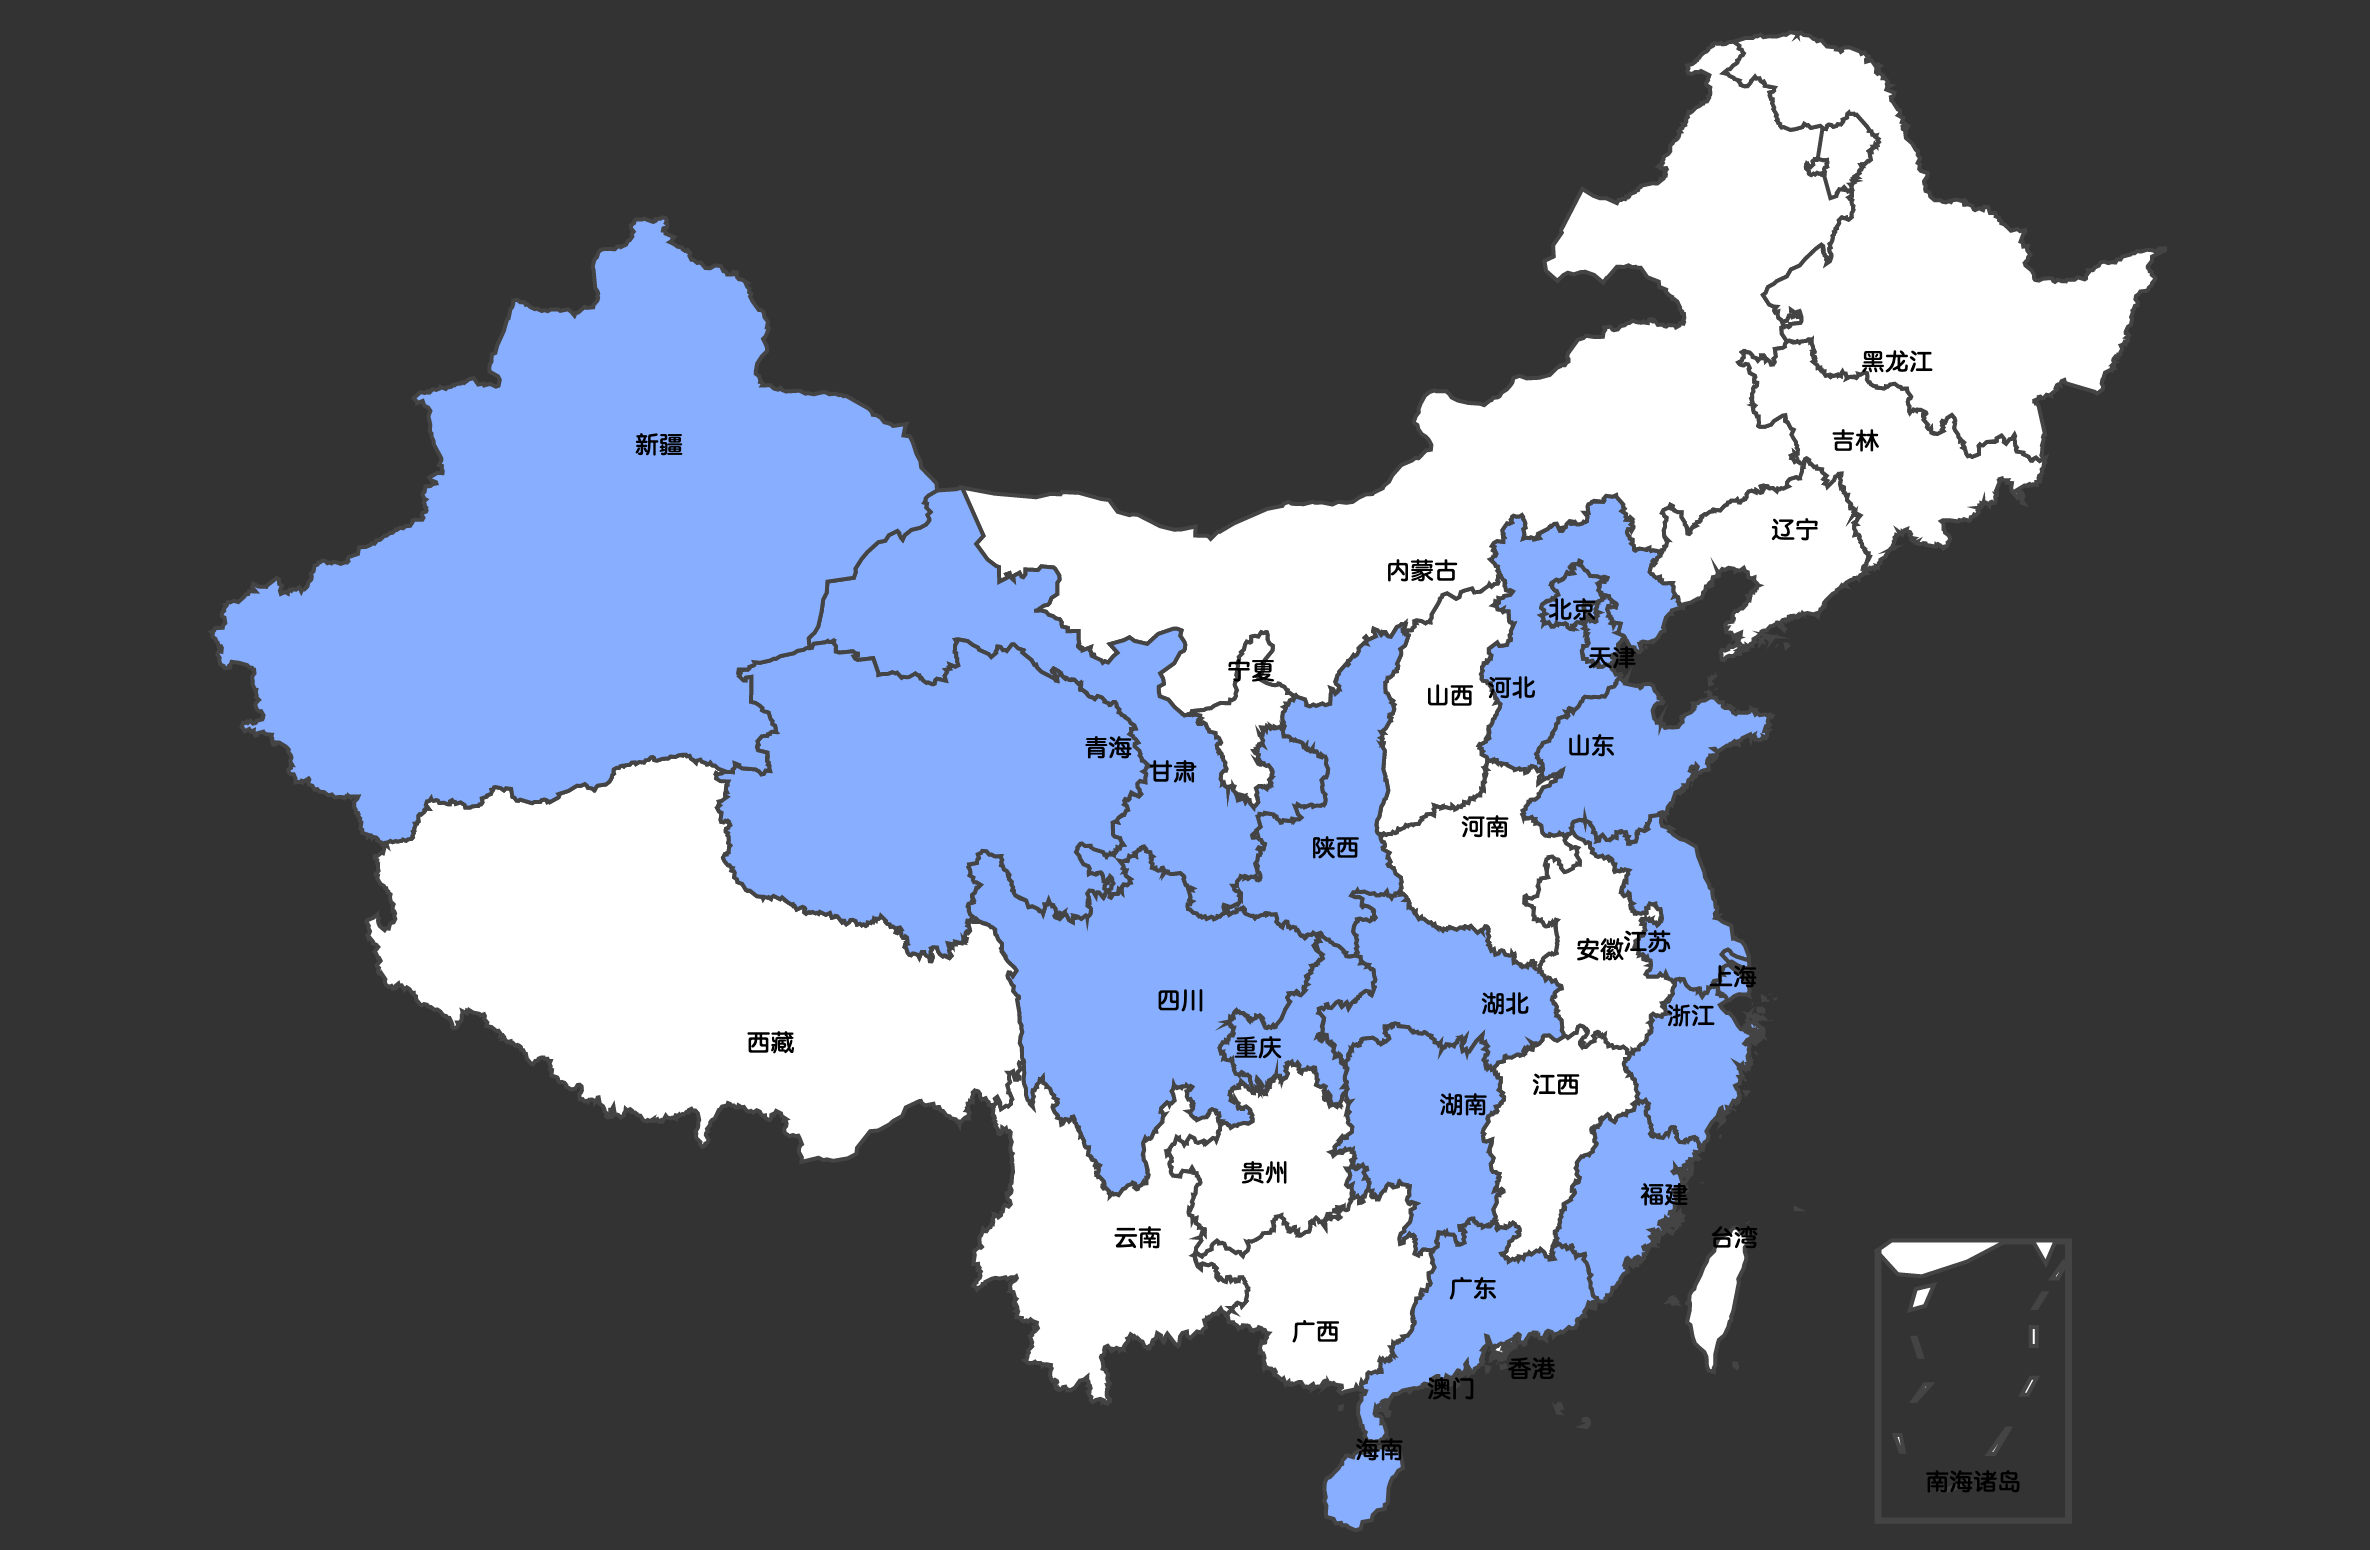 黑龙江
吉林
新疆
辽宁
内蒙古
北京
天津
宁夏
河北
山西
山东
青海
甘肃
河南
陕西
江苏
安徽
上海
四川
湖北
浙江
西藏
重庆
江西
湖南
贵州
福建
云南
台湾
广东
广西
香港
澳门
海南
南海诸岛